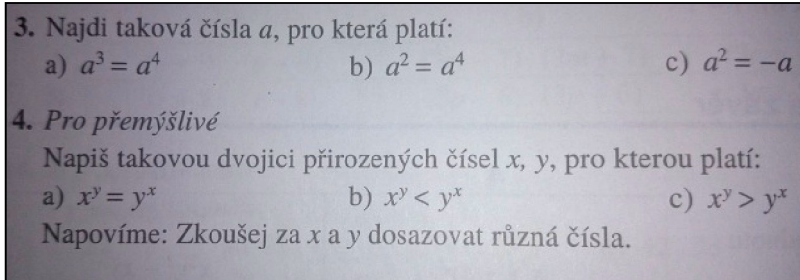 3. Najdi taková čísla a, pro která platí:
a) a³ = a⁴ b) a² = a⁴ c) a² = –a
4. Pro přemýšlivé
Napiš takovou dvojici přirozených čísel x, y, pro kterou platí:
a) xʸ = yˣ b) xʸ < yˣ c) xʸ > yˣ
Napovíme: Zkoušej za x a y dosazovat různá čísla.